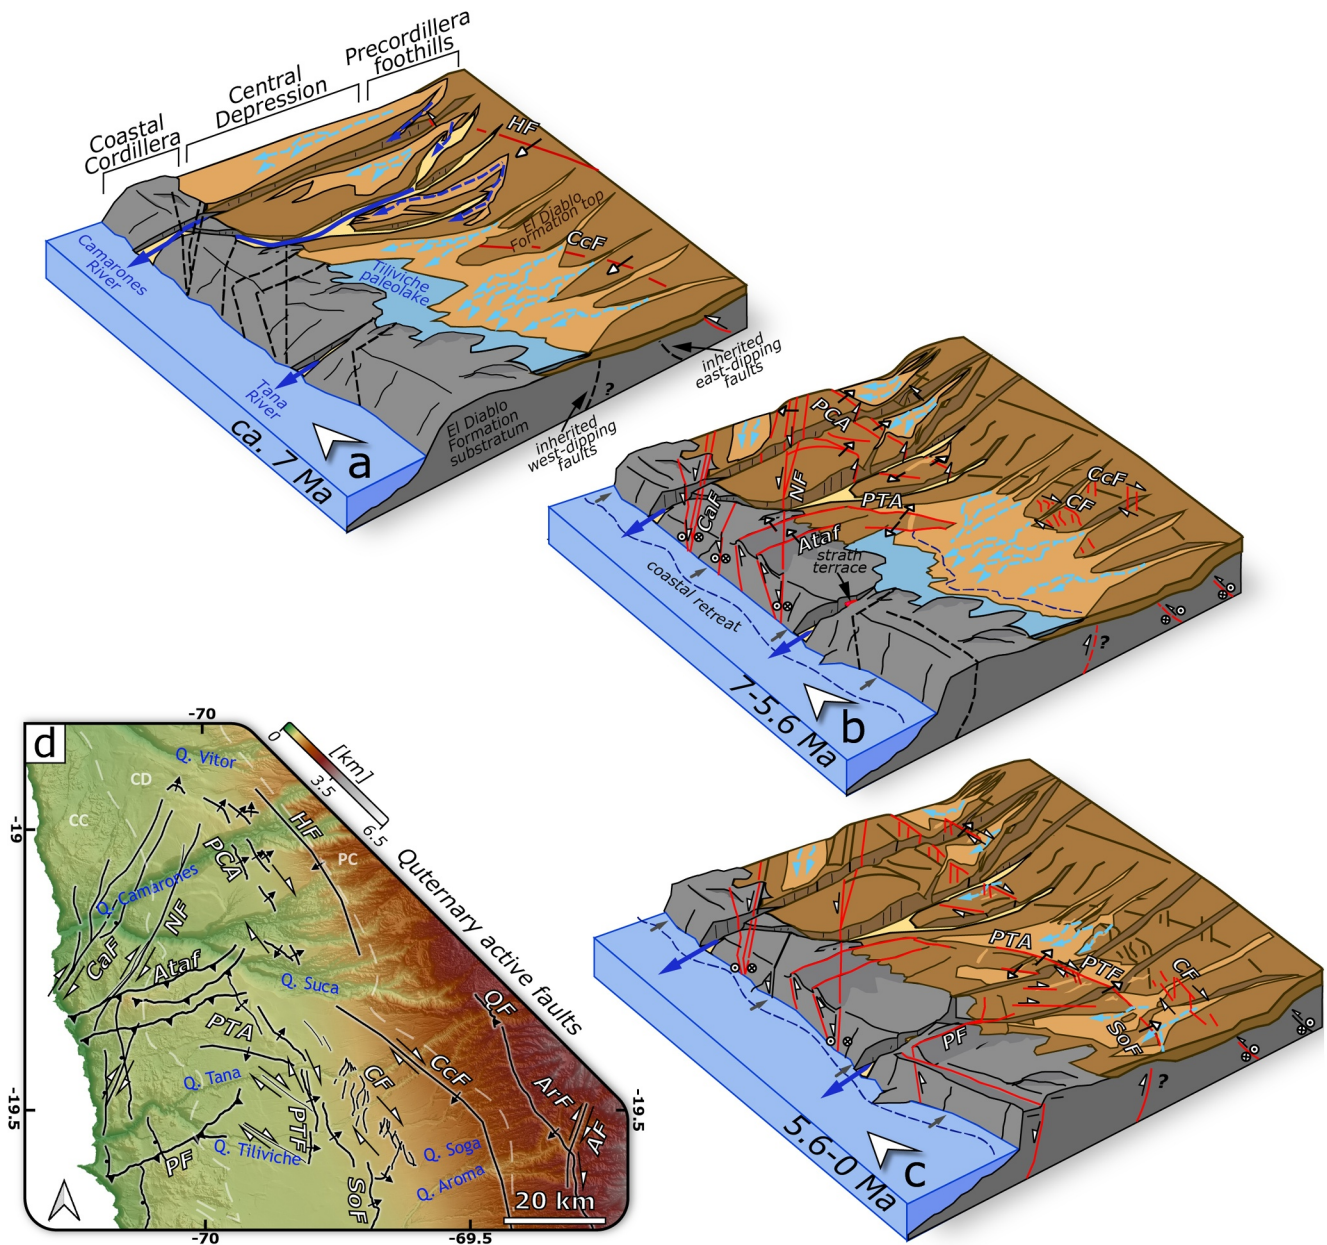 Precordillera
foothills
Central
Depression
Coastal
Cordillera
HF
El Diablo
Formation top
CcF
Camarones
River
Tiliviche
paleolake
Tana
River
El Diablo
Formation
substratum
inherited
west-dipping
faults
?
inherited
east-dipping
faults
ca. 7 Ma
a
PCA
CcF
CF
NF
PTA
CaF
Ataf
strath
terrace
coastal retreat
?
7-5.6 Ma
b
PTA
PTF
CF
SoF
PF
?
5.6-0 Ma
c
d
-70
0
3.5
6.5
[km]
Quternary active faults
Q. Vitor
CD
CC
-19
HF
PCA
PC
Q. Camarones
NF
CaF
Ataf
Q. Suca
QF
PTA
CcF
CF
Q. Tana
ArF
AF
-19.5
-19.5
PTF
PF
Q. Tiliviche
Q. Soga
Q. Aroma
SoF
20 km
-70
-69.5